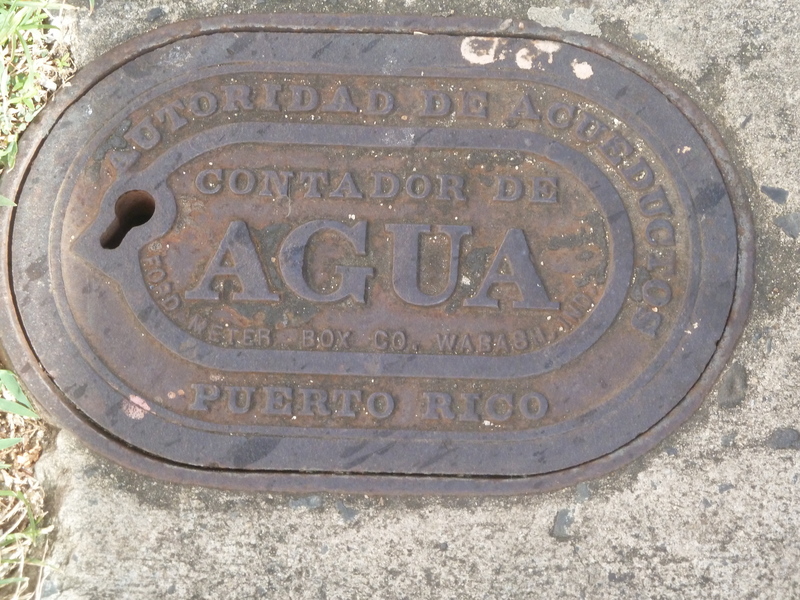 AUTORIDAD DE ACUEDUCTOS
CONTADOR DE
AGUA
FORD METER BOX CO. WABASH, IND.
PUERTO RICO